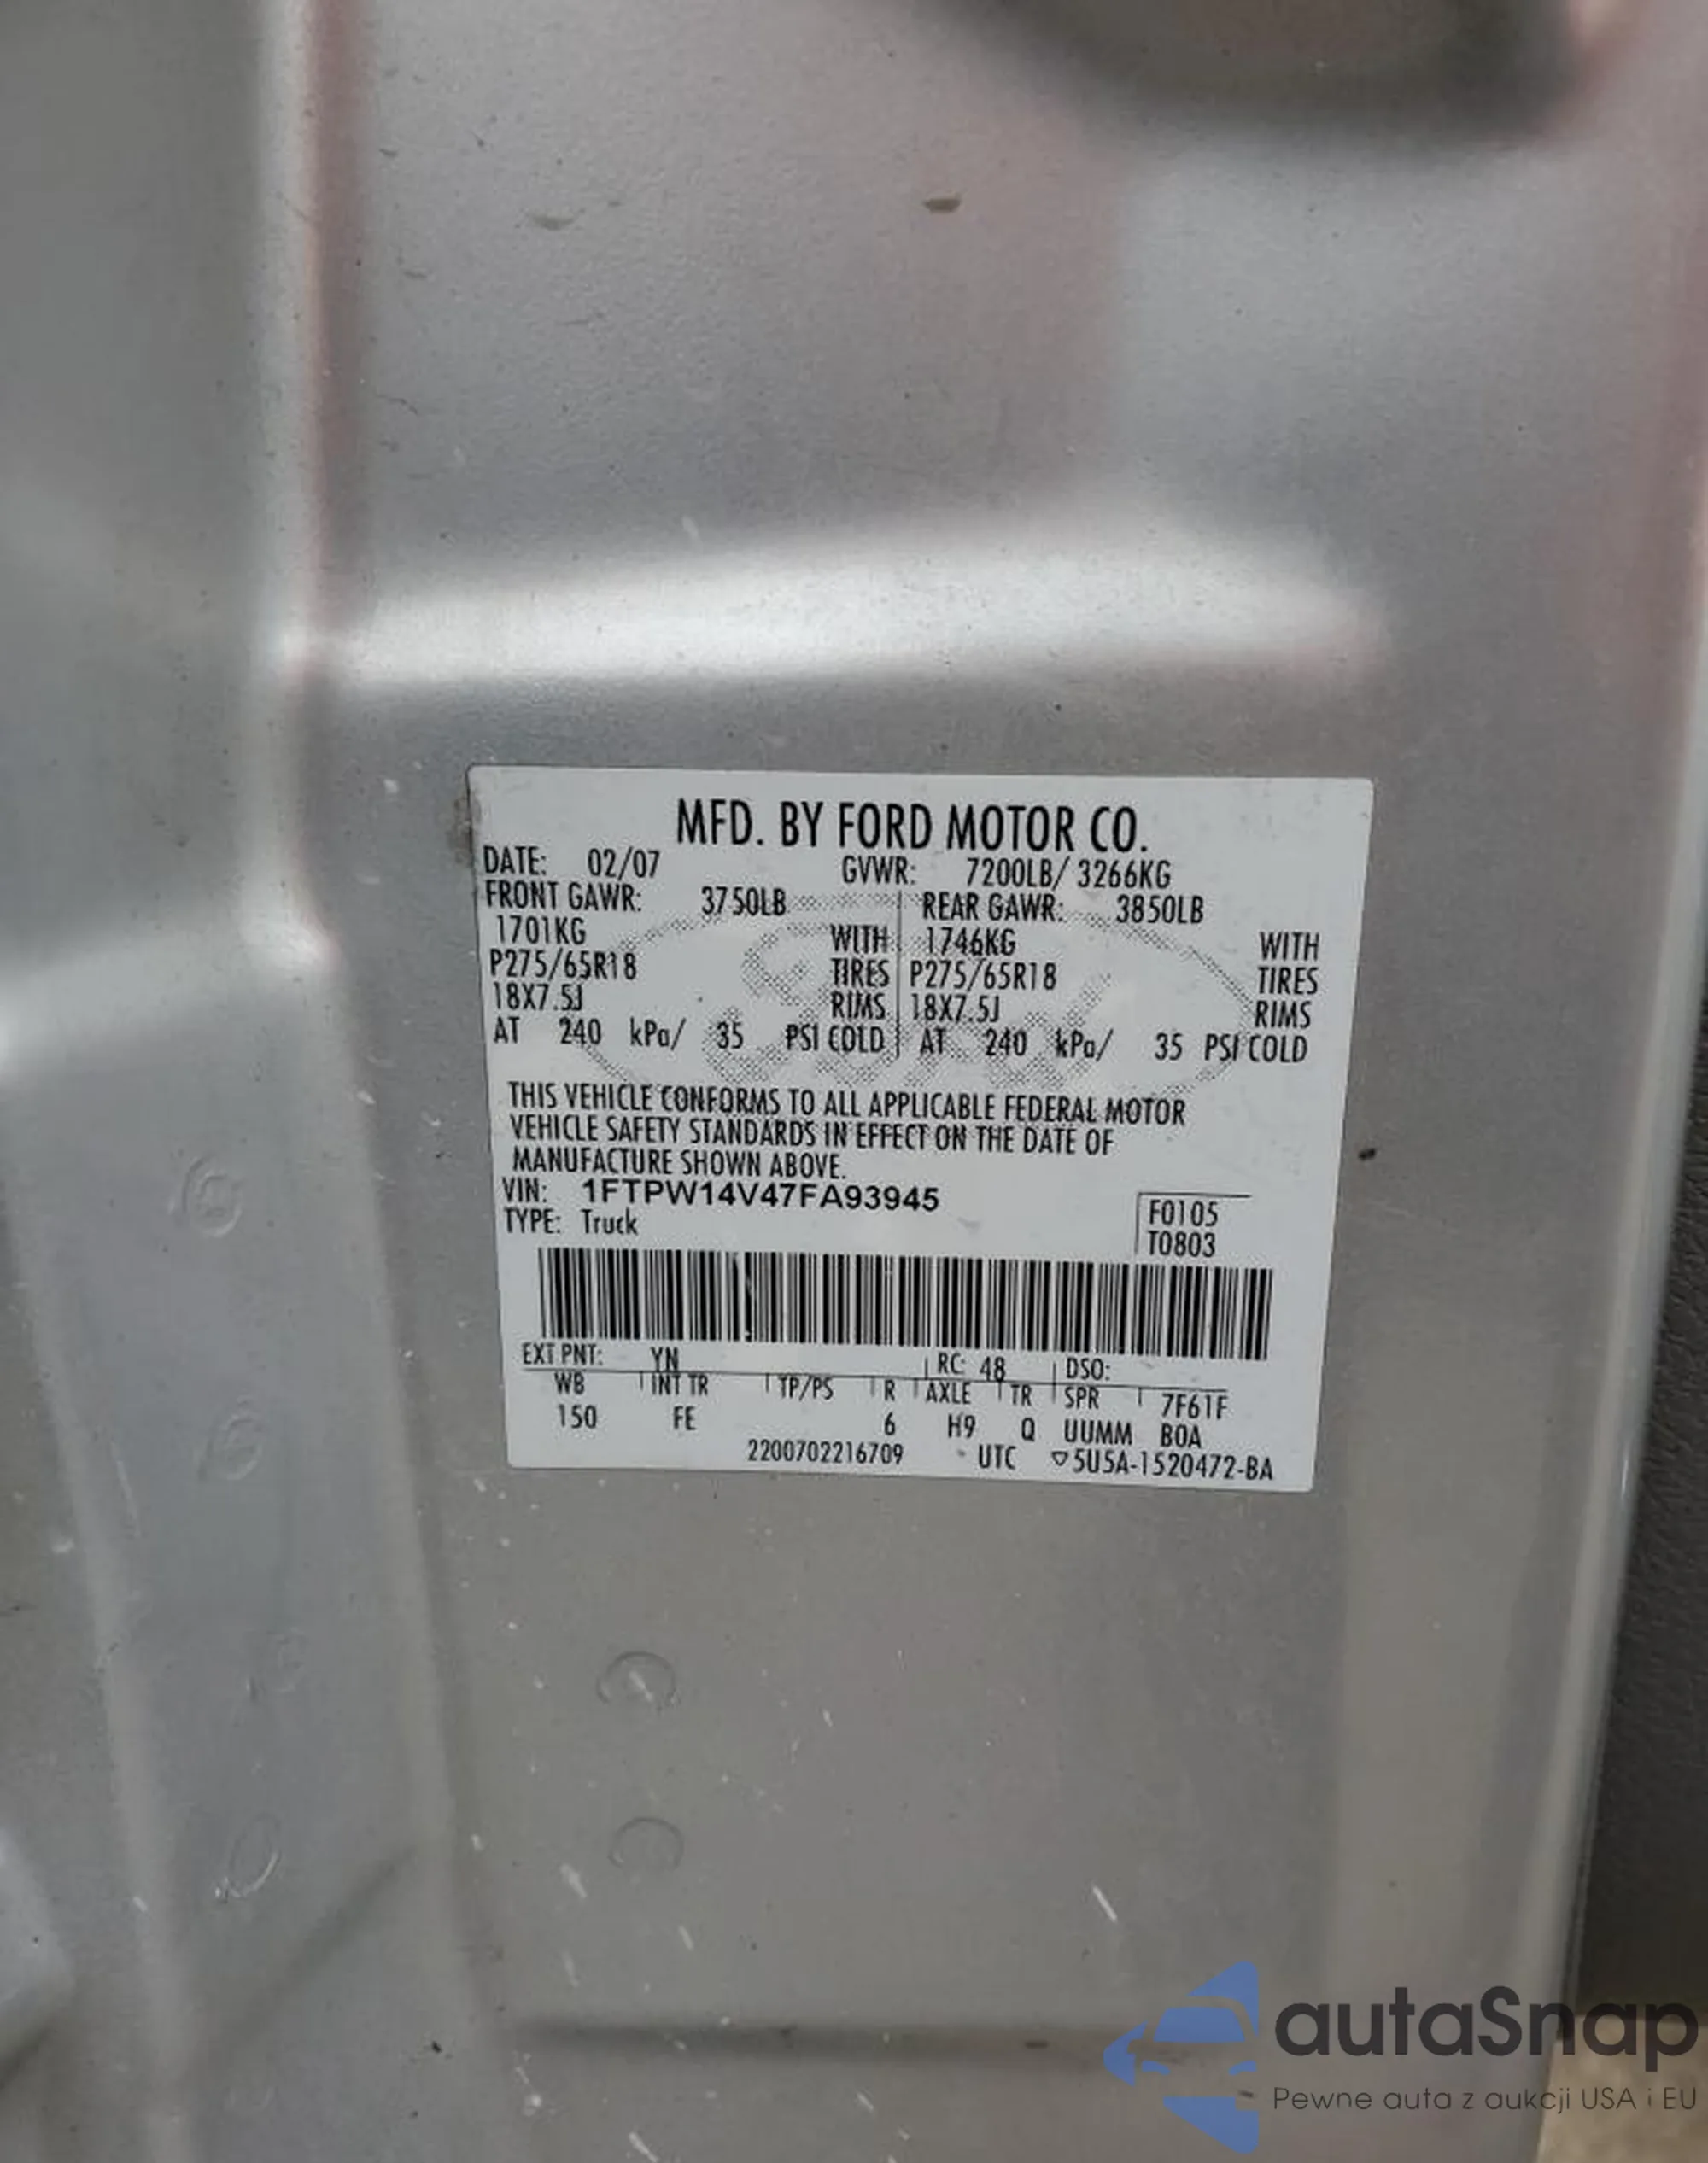 MFD. BY FORD MOTOR CO.
DATE: 02/07 GVWR: 7200LB/ 3266KG
FRONT GAWR: 3750LB REAR GAWR: 3850LB
1701KG WITH 1746KG WITH
P275/65R18 TIRES P275/65R18 TIRES
18X7.5J RIMS 18X7.5J RIMS
AT 240 kPa/ 35 PSI COLD AT 240 kPa/ 35 PSI COLD
THIS VEHICLE CONFORMS TO ALL APPLICABLE FEDERAL MOTOR
VEHICLE SAFETY STANDARDS IN EFFECT ON THE DATE OF
MANUFACTURE SHOWN ABOVE.
VIN: 1FTPW14V47FA93945 F0105
TYPE: Truck T0803
EXT PNT: YN RC: 48 DSO:
WB INT TR TP/PS R AXLE TR SPR 7F61F
150 FE 6 H9 Q UUMM BOA
2200702216709 UTC ▽5U5A-1520472-BA
autaSnap
Pewne auta z aukcji USA i EU